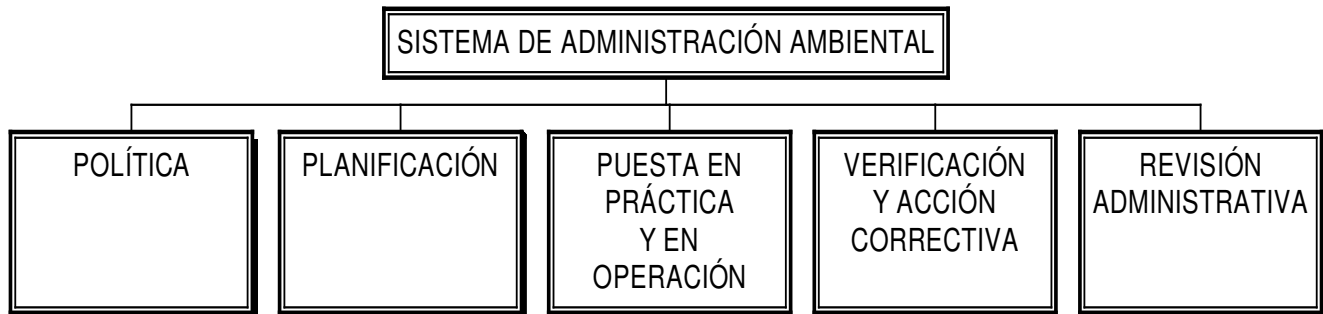 SISTEMA DE ADMINISTRACIÓN AMBIENTAL
POLÍTICA
PLANIFICACIÓN
PUESTA EN
PRÁCTICA
Y EN
OPERACIÓN
VERIFICACIÓN
Y ACCIÓN
CORRECTIVA
REVISIÓN
ADMINISTRATIVA